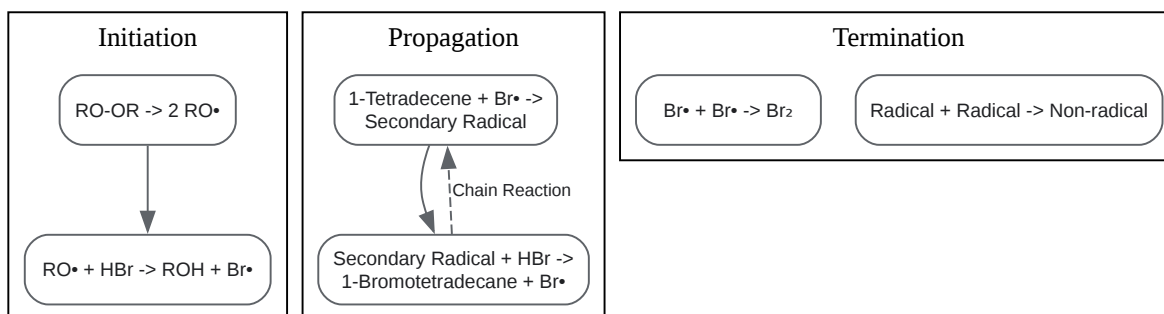 Initiation
RO-OR -> 2 RO•
RO• + HBr -> ROH + Br•
Propagation
1-Tetradecene + Br• ->
Secondary Radical
Chain Reaction
Secondary Radical + HBr ->
1-Bromotetradecane + Br•
Termination
Br• + Br• -> Br₂
Radical + Radical -> Non-radical